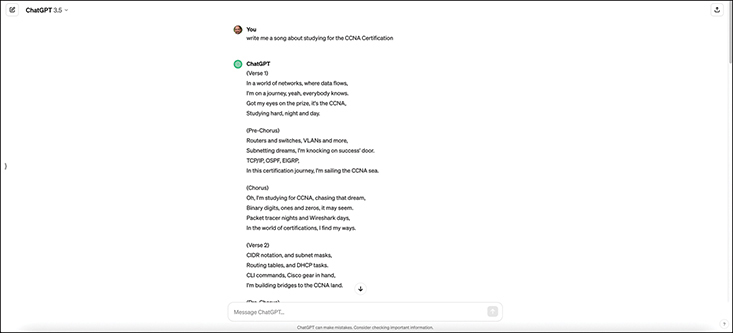 ChatGPT 3.5
You
write me a song about studying for the CCNA Certification
ChatGPT
(Verse 1)
In a world of networks, where data flows,
I'm on a journey, yeah, everybody knows.
Got my eyes on the prize, it's the CCNA,
Studying hard, night and day.
(Pre-Chorus)
Routers and switches, VLANs and more,
Subnetting dreams, I'm knocking on success' door.
TCP/IP, OSPF, EIGRP,
In this certification journey, I'm sailing the CCNA sea.
(Chorus)
Oh, I'm studying for CCNA, chasing that dream,
Binary digits, ones and zeros, it may seem.
Packet tracer nights and Wireshark days,
In the world of certifications, I find my ways.
(Verse 2)
CIDR notation, and subnet masks,
Routing tables, and DHCP tasks.
CLI commands, Cisco gear in hand,
I'm building bridges to the CCNA land.
(Pre-Chorus)
Message ChatGPT...
ChatGPT can make mistakes. Consider checking important information.
?